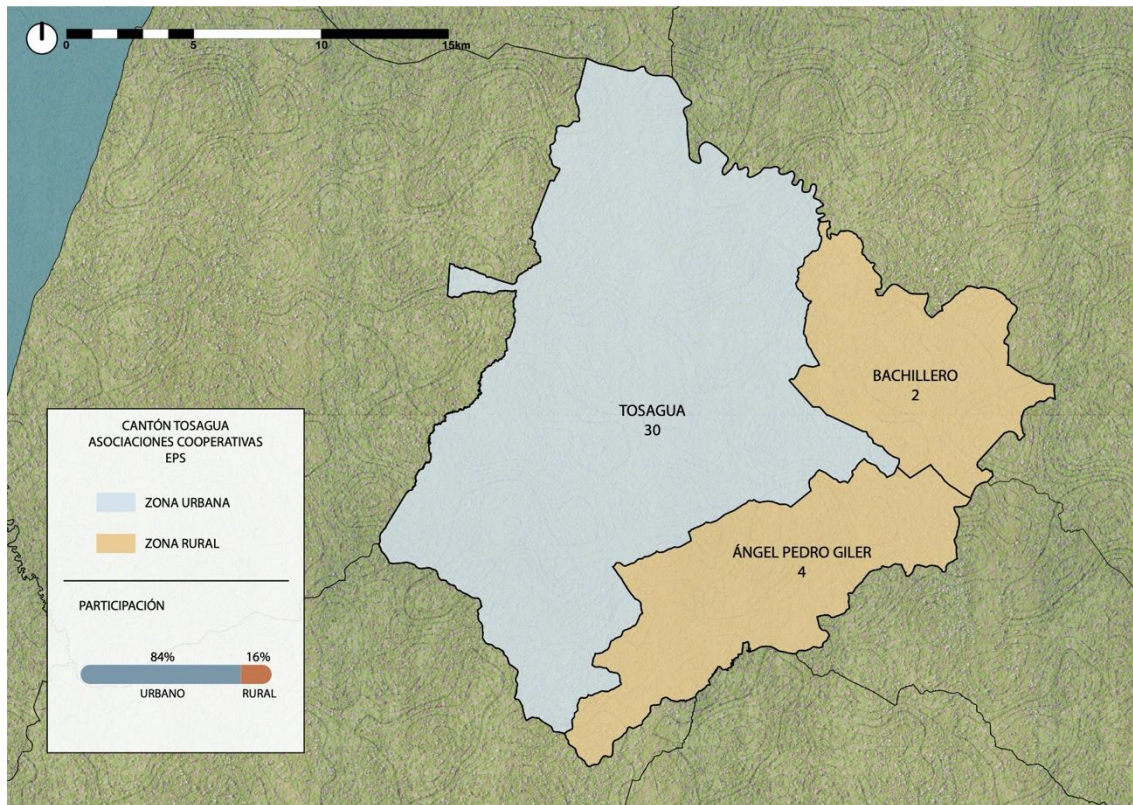 0 5 10 15km
TOSAGUA
30
BACHILLERO
2
ÁNGEL PEDRO GILER
4
CANTÓN TOSAGUA
ASOCIACIONES COOPERATIVAS
EPS
ZONA URBANA
ZONA RURAL
PARTICIPACIÓN
84% 16%
URBANO RURAL